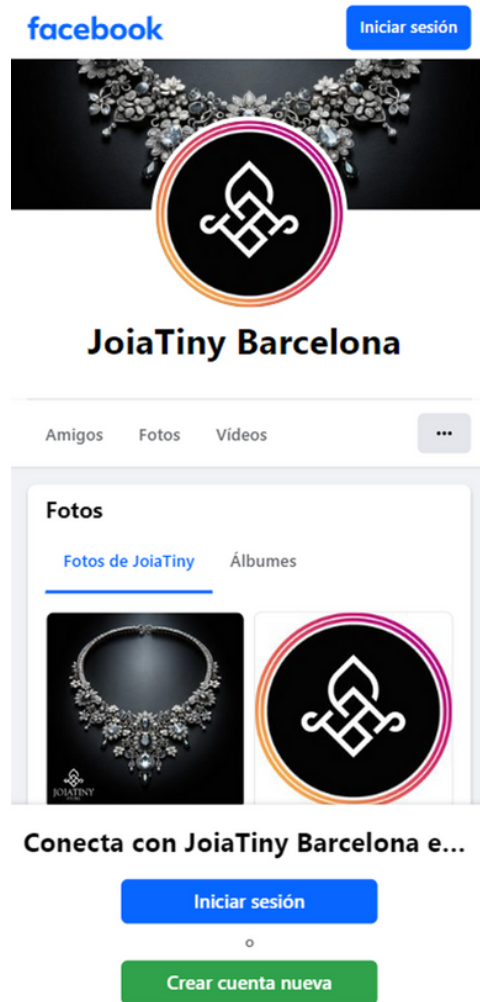 facebook
Iniciar sesión
JoiaTiny Barcelona
Amigos Fotos Vídeos
Fotos
Fotos de JoiaTiny Álbumes
JOIATINY
Conecta con JoiaTiny Barcelona e...
Iniciar sesión
o
Crear cuenta nueva